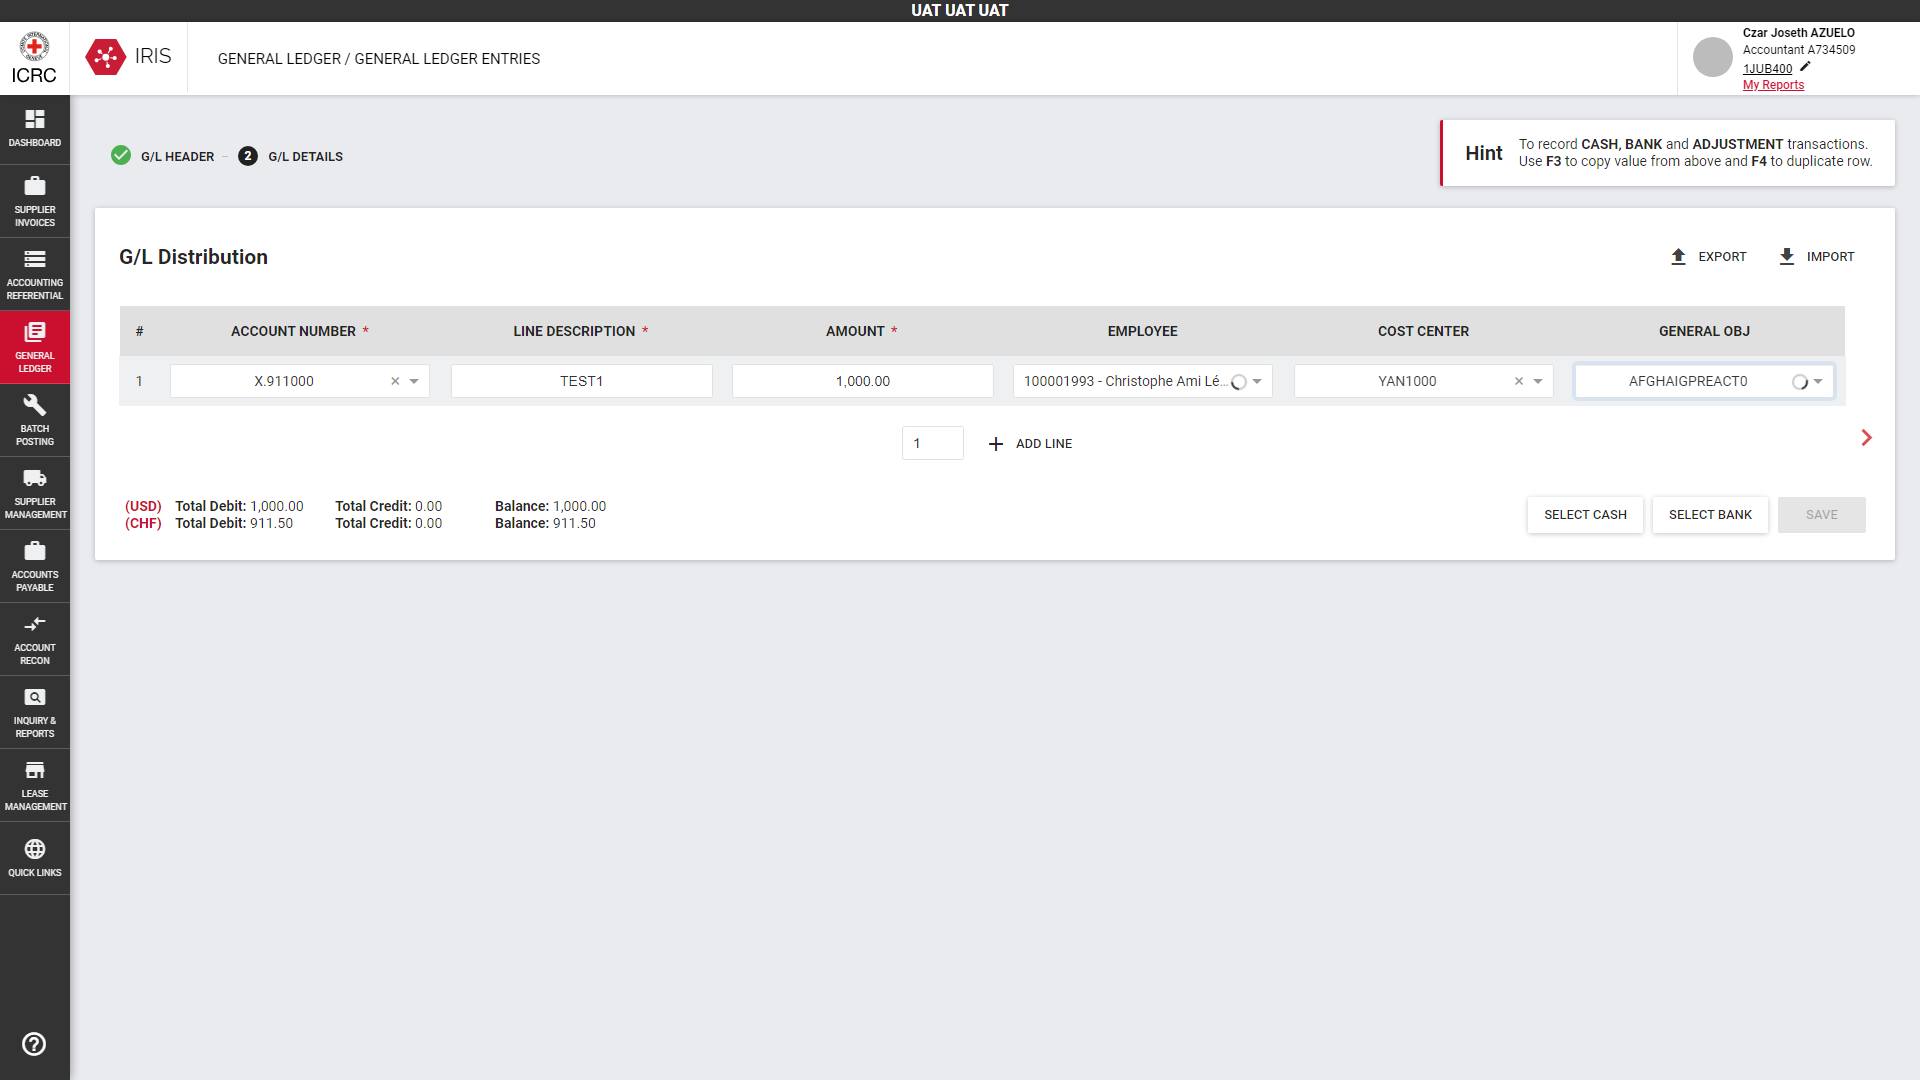 UAT UAT UAT
ICRC
IRIS
GENERAL LEDGER / GENERAL LEDGER ENTRIES
Czar Joseth AZUELO
Accountant A734509
1JUB400
My Reports
DASHBOARD
SUPPLIER
INVOICES
ACCOUNTING
REFERENTIAL
GENERAL
LEDGER
BATCH
POSTING
SUPPLIER
MANAGEMENT
ACCOUNTS
PAYABLE
ACCOUNT
RECON
INQUIRY &
REPORTS
LEASE
MANAGEMENT
QUICK LINKS
G/L HEADER
2 G/L DETAILS
Hint
To record CASH, BANK and ADJUSTMENT transactions.
Use F3 to copy value from above and F4 to duplicate row.
G/L Distribution
EXPORT
IMPORT
# ACCOUNT NUMBER * LINE DESCRIPTION * AMOUNT * EMPLOYEE COST CENTER GENERAL OBJ
1 X.911000 TEST1 1,000.00 100001993 - Christophe Ami Lé... YAN1000 AFGHAIGPREACT0
1 ADD LINE
(USD) Total Debit: 1,000.00 Total Credit: 0.00 Balance: 1,000.00
(CHF) Total Debit: 911.50 Total Credit: 0.00 Balance: 911.50
SELECT CASH
SELECT BANK
SAVE